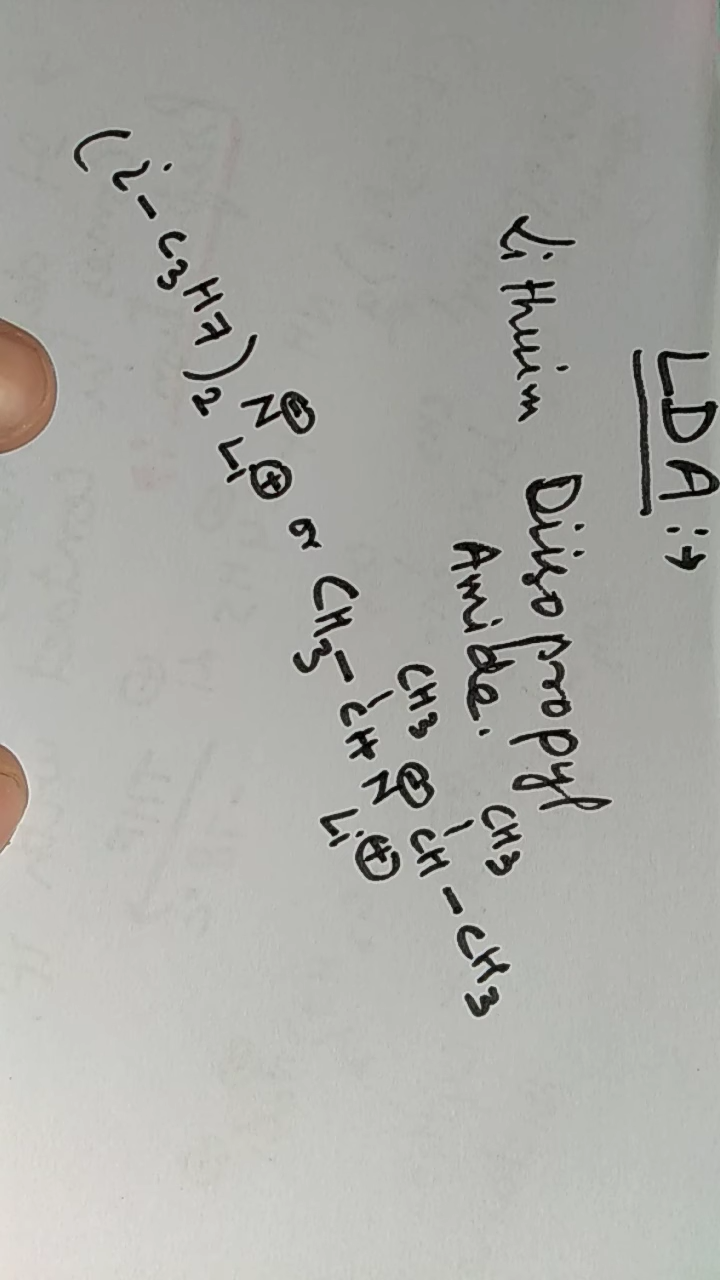 LDA :→
Lithuim Diisopropyl
Amide.
(i-C3H7)2 N⊖ Li⊕ or CH3-CH(CH3) N⊖ Li⊕ CH(CH3)-CH3